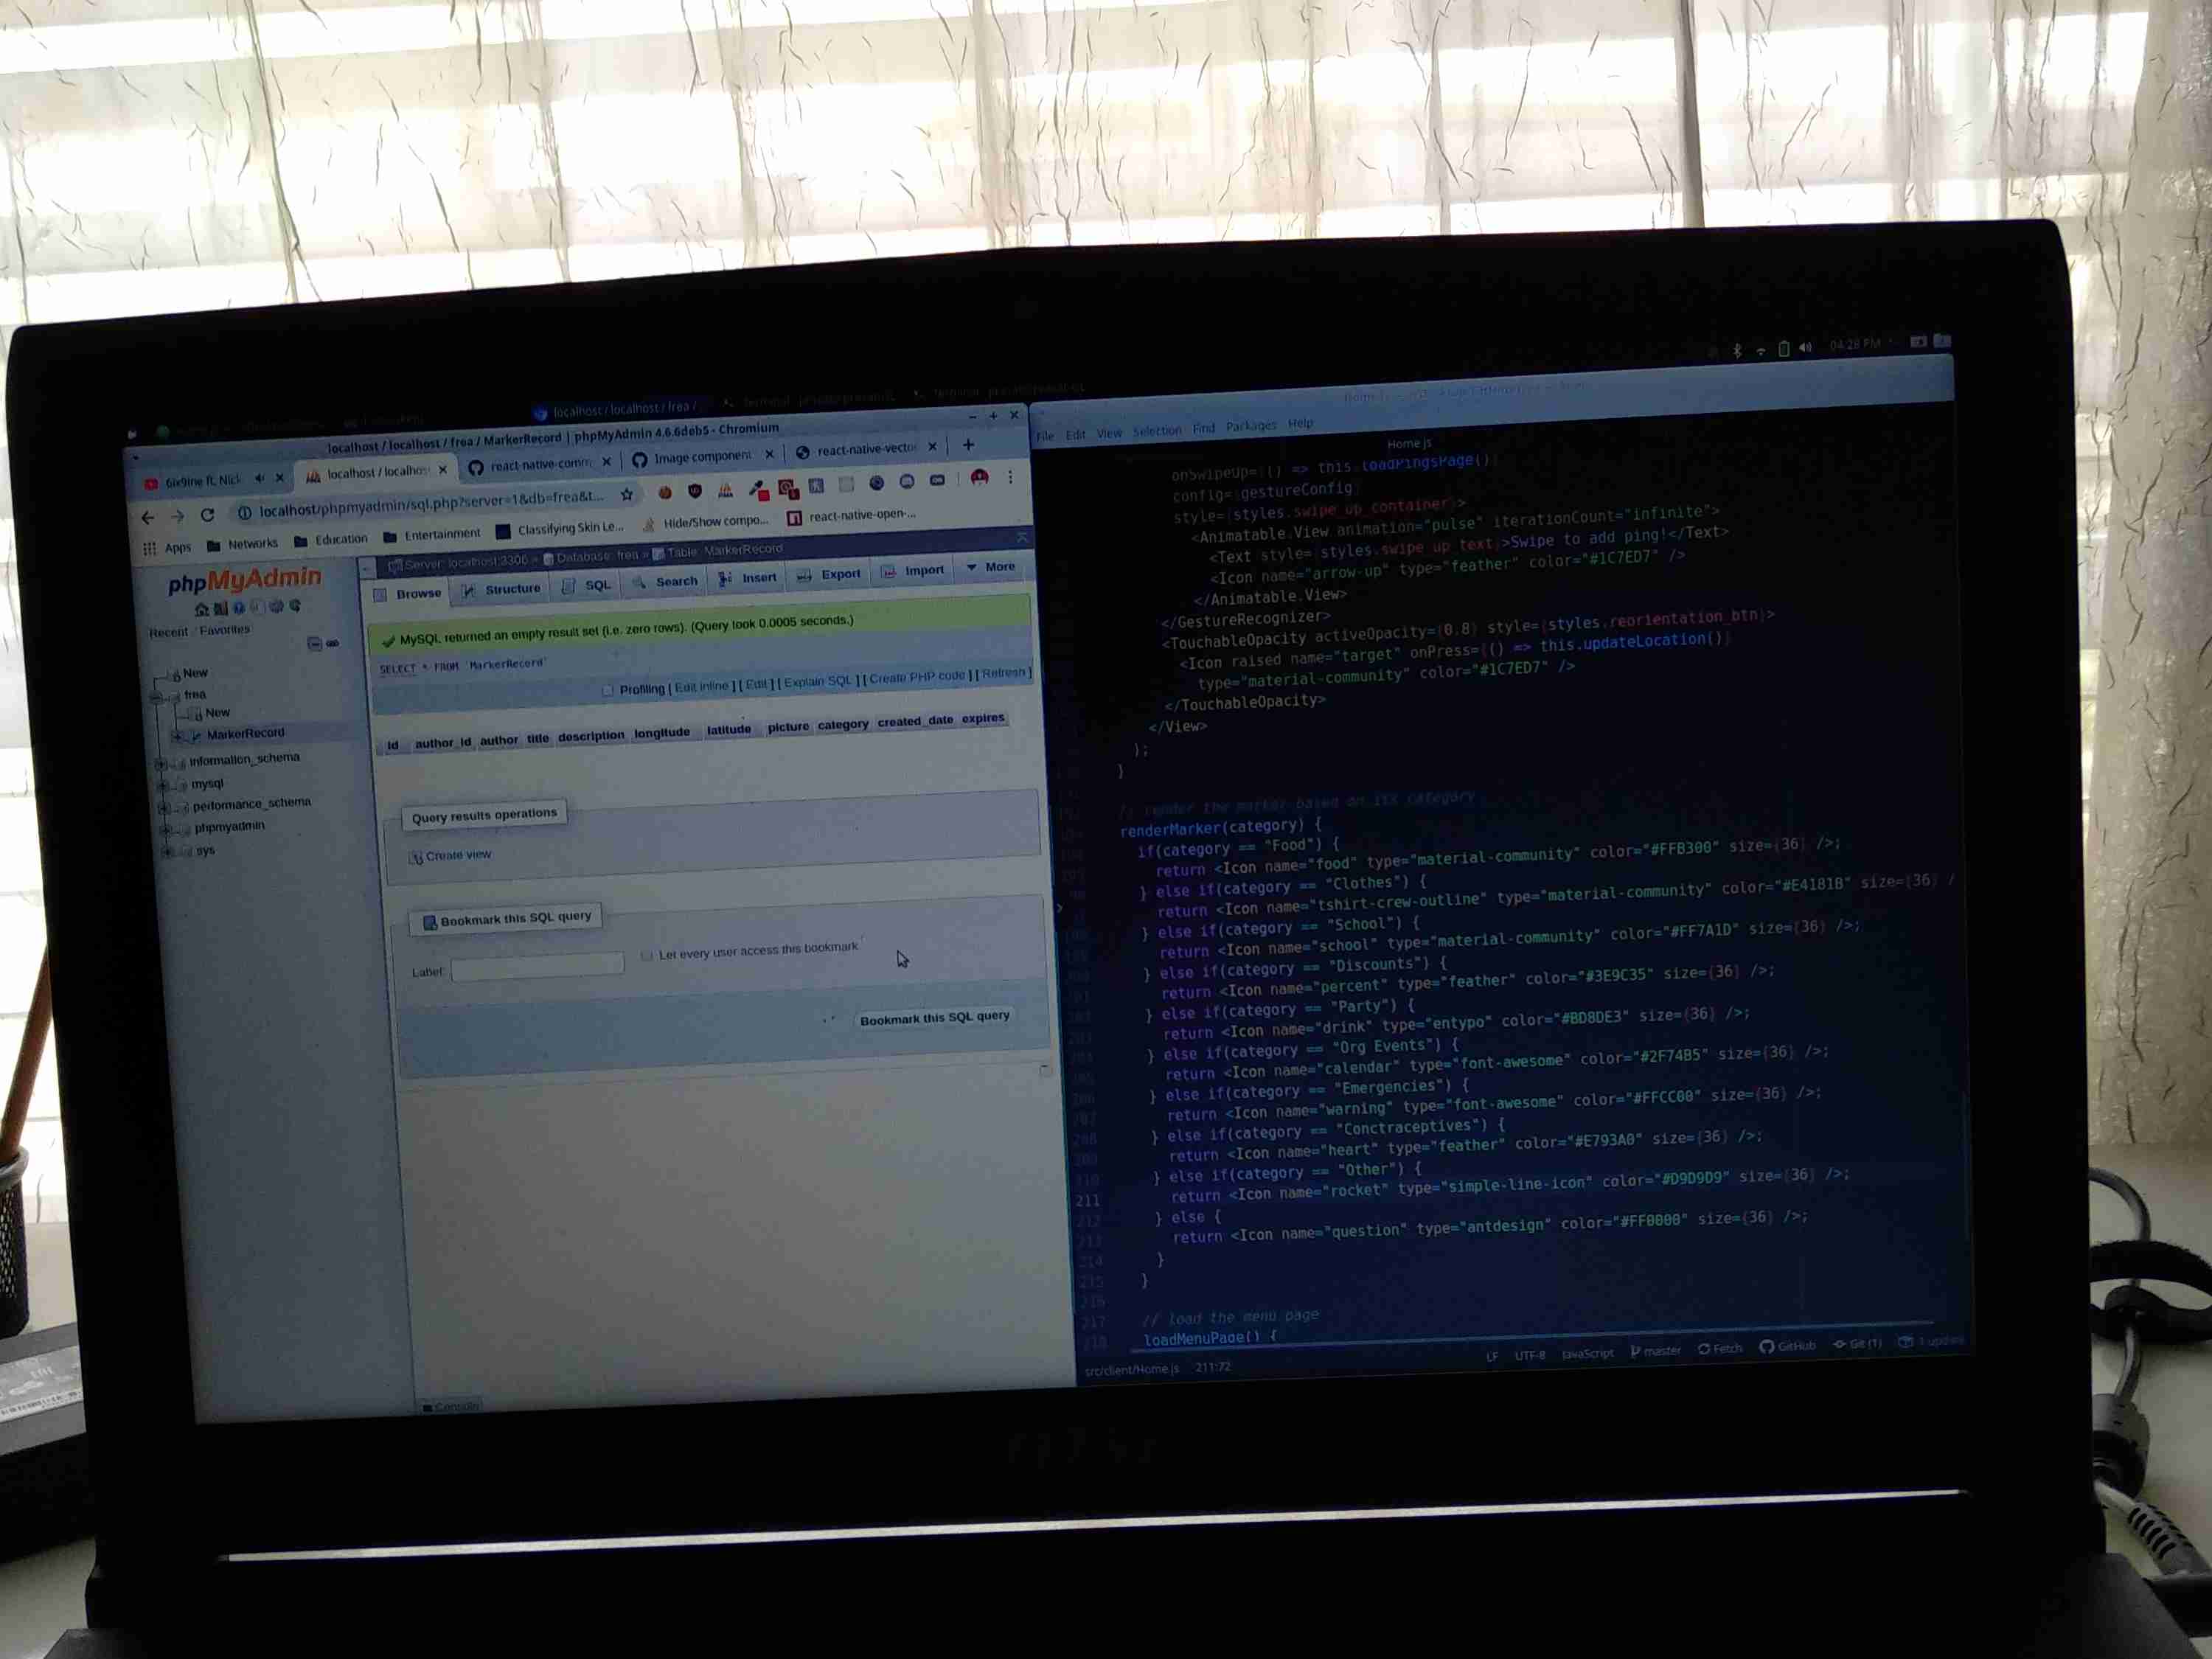 04:28 PM
localhost / localhost / frea /
localhost / localhost / frea / MarkerRecord | phpMyAdmin 4.6.6deb5 - Chromium
6ix9ine ft. Nick
localhost / localhos
react-native-comm
Image component
react-native-vector
localhost/phpmyadmin/sql.php?server=1&db=frea&t...
Apps
Networks
Education
Entertainment
Classifying Skin Le...
Hide/Show compo...
react-native-open-...
phpMyAdmin
Recent Favorites
New
frea
New
MarkerRecord
information_schema
mysql
performance_schema
phpmyadmin
sys
Server: localhost:3306 » Database: frea » Table: MarkerRecord
Browse Structure SQL Search Insert Export Import More
MySQL returned an empty result set (i.e. zero rows). (Query took 0.0005 seconds.)
SELECT * FROM `MarkerRecord`
Profiling [ Edit inline ] [ Edit ] [ Explain SQL ] [ Create PHP code ] [ Refresh ]
id author_id author title description longitude latitude picture category created_date expires
Query results operations
Create view
Bookmark this SQL query
Label: Let every user access this bookmark
Bookmark this SQL query
Console
File Edit View Selection Find Packages Help
Home.js
onSwipeUp={() => this.loadPingsPage()}
config={gestureConfig}
style={styles.swipe_up_container}>
<Animatable.View animation="pulse" iterationCount="infinite">
<Text style={styles.swipe_up_text}>Swipe to add ping!</Text>
<Icon name="arrow-up" type="feather" color="#1C7ED7" />
</Animatable.View>
</GestureRecognizer>
<TouchableOpacity activeOpacity={0.8} style={styles.reorientation_btn}>
<Icon raised name="target" onPress={() => this.updateLocation()}
type="material-community" color="#1C7ED7" />
</TouchableOpacity>
</View>
);
}
// render the marker based on its category
renderMarker(category) {
if(category == "Food") {
return <Icon name="food" type="material-community" color="#FFB300" size={36} />;
} else if(category == "Clothes") {
return <Icon name="tshirt-crew-outline" type="material-community" color="#E4181B" size={36} /
} else if(category == "School") {
return <Icon name="school" type="material-community" color="#FF7A1D" size={36} />;
} else if(category == "Discounts") {
return <Icon name="percent" type="feather" color="#3E9C35" size={36} />;
} else if(category == "Party") {
return <Icon name="drink" type="entypo" color="#BD8DE3" size={36} />;
} else if(category == "Org Events") {
return <Icon name="calendar" type="font-awesome" color="#2F74B5" size={36} />;
} else if(category == "Emergencies") {
return <Icon name="warning" type="font-awesome" color="#FFCC00" size={36} />;
} else if(category == "Conctraceptives") {
return <Icon name="heart" type="feather" color="#E793A0" size={36} />;
} else if(category == "Other") {
211 return <Icon name="rocket" type="simple-line-icon" color="#D9D9D9" size={36} />;
212 } else {
213 return <Icon name="question" type="antdesign" color="#FF0000" size={36} />;
214 }
215 }
216
217 // load the menu page
218 loadMenuPage() {
src/client/Home.js 211:72
LF UTF-8 JavaScript master Fetch GitHub Git (1) 1 update